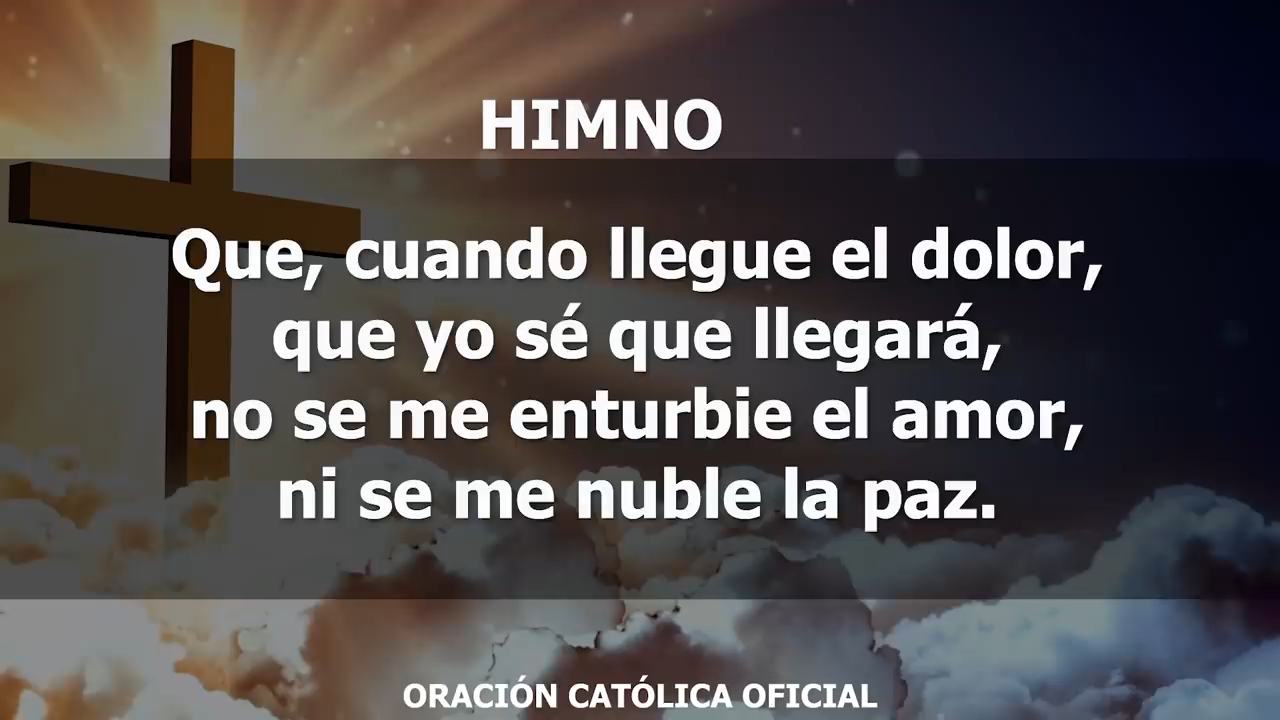 HIMNO
Que, cuando llegue el dolor,
que yo sé que llegará,
no se me enturbie el amor,
ni se me nuble la paz.
ORACIÓN CATÓLICA OFICIAL